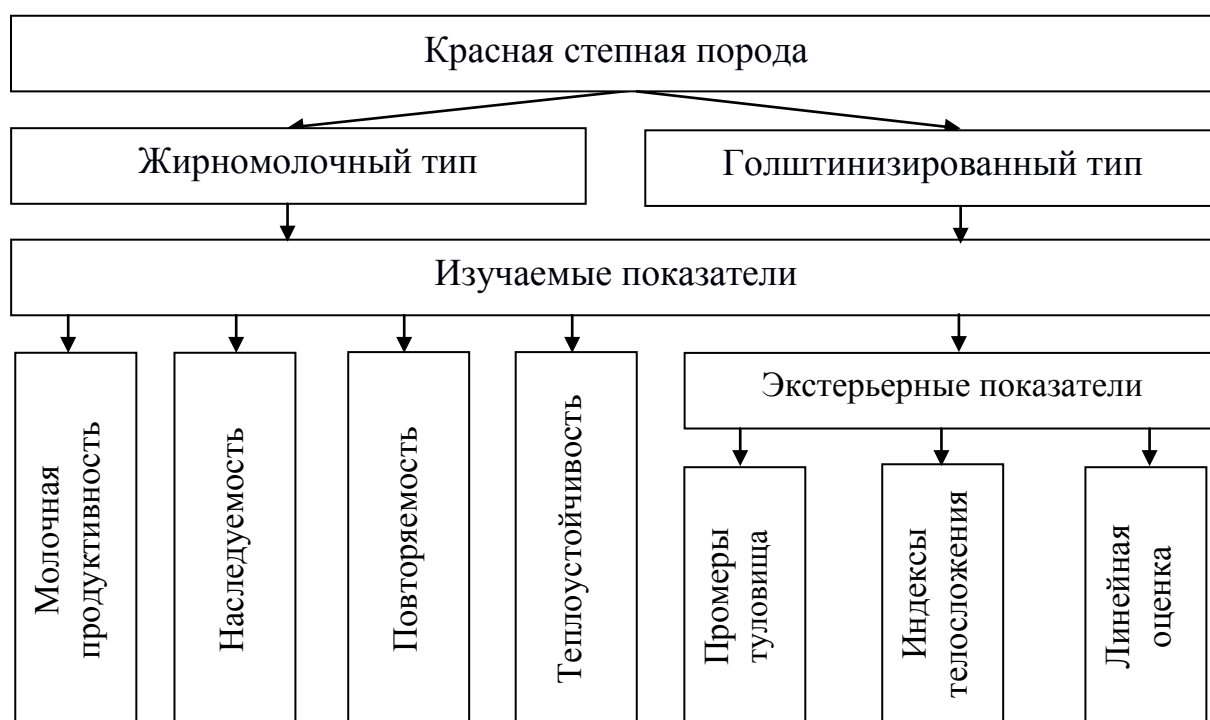 Красная степная порода
Жирномолочный тип
Голштинизированный тип
Изучаемые показатели
Молочная
продуктивность
Наследуемость
Повторяемость
Теплоустойчивость
Экстерьерные показатели
Промеры
туловища
Индексы
телосложения
Линейная
оценка